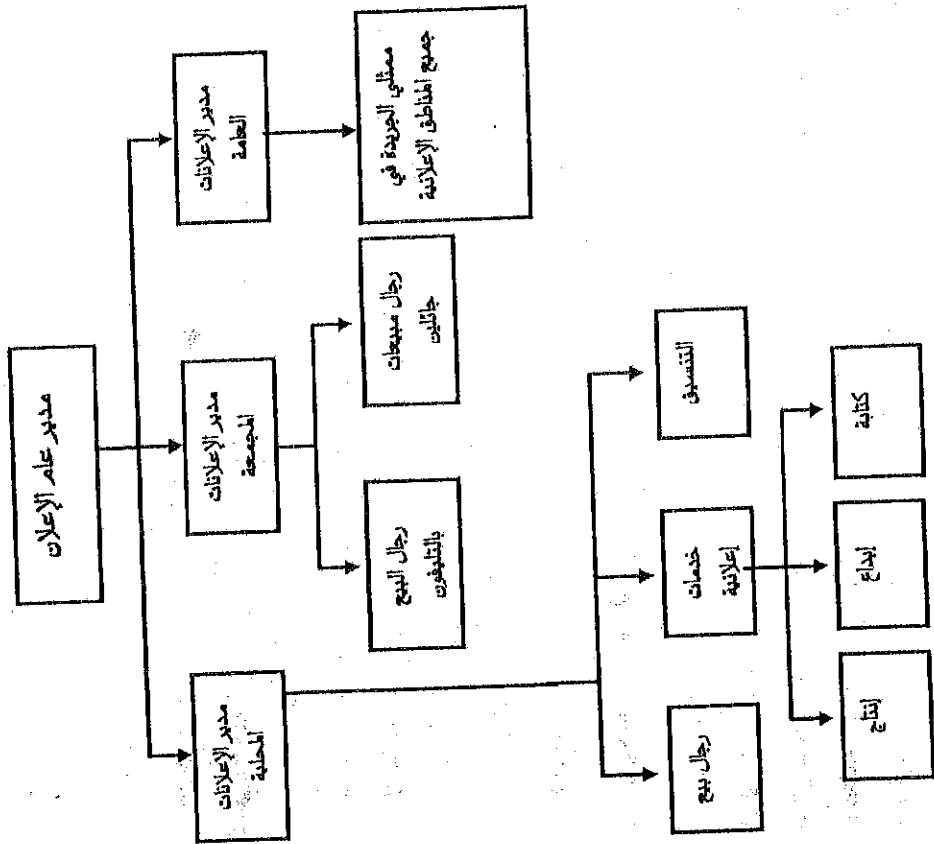 مدير عام الإعلان
مدير الإعلانات
العامة
مدير الإعلانات
المجمعة
مدير الإعلانات
المحلية
ممثلي الجريدة في
جميع المناطق الإعلانية
رجال مبيعات
جائلين
رجال البيع
بالتليفون
التنسيق
خدمات
إعلانية
رجال بيع
كتابة
إبداع
إنتاج